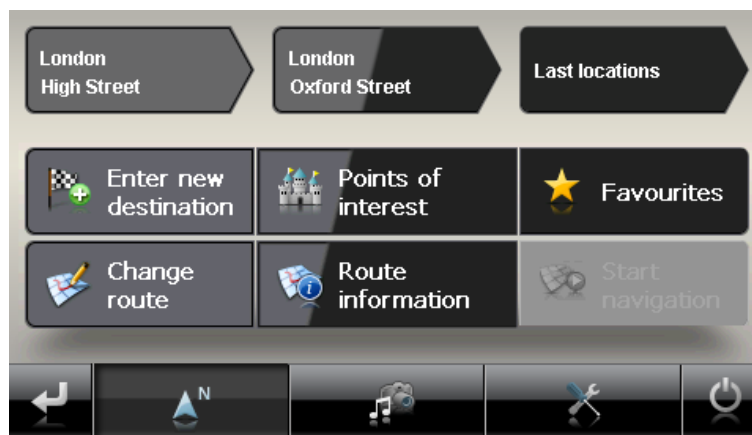 London
High Street
London
Oxford Street
Last locations
Enter new
destination
Points of
interest
Favourites
Change
route
Route
information
Start
navigation
N